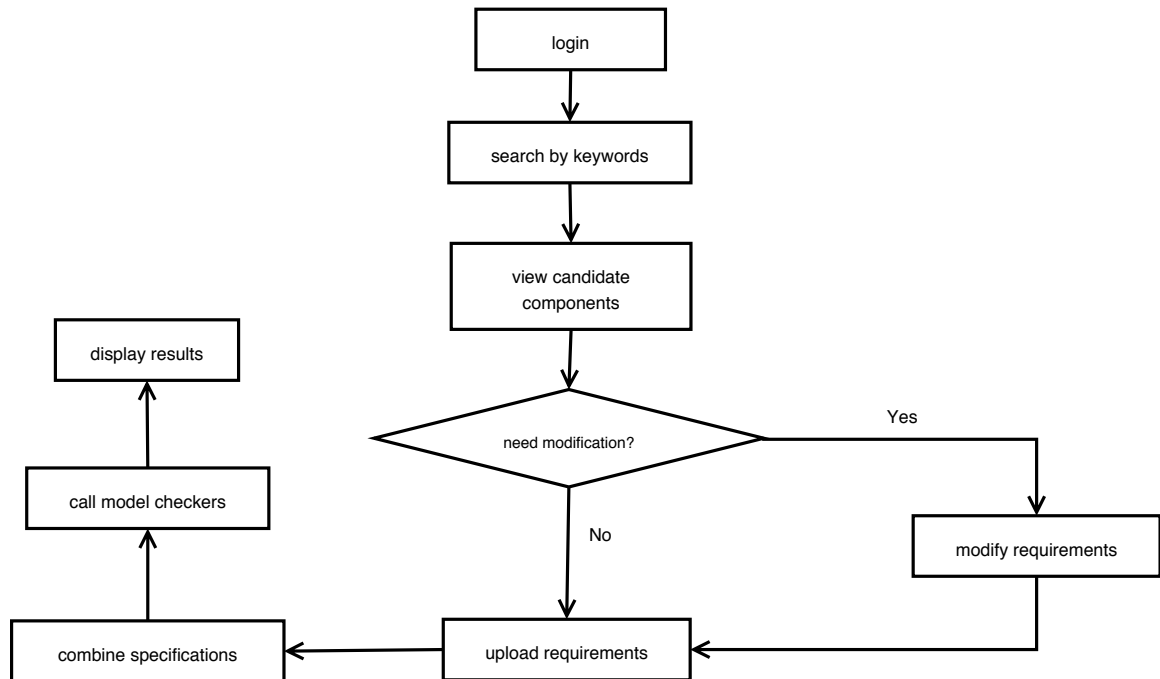 login
search by keywords
view candidate
components
display results
need modification?
Yes
call model checkers
No
modify requirements
combine specifications
upload requirements